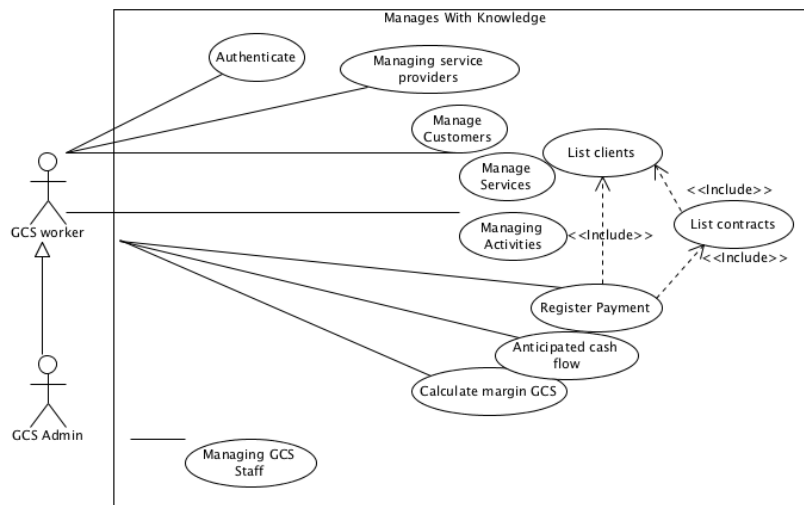 Manages With Knowledge
Authenticate
Managing service
providers
Manage
Customers
List clients
Manage
Services
<<Include>>
GCS worker
Managing
Activities
<<Include>>
List contracts
<<Include>>
Register Payment
Anticipated cash
flow
Calculate margin GCS
GCS Admin
Managing GCS
Staff